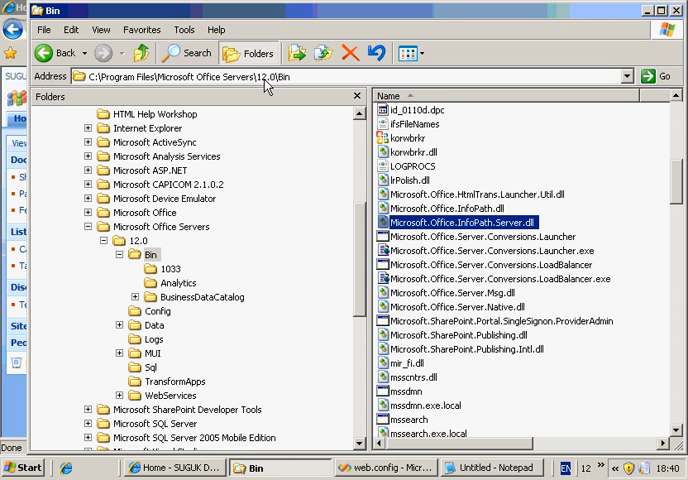 Bin
File Edit View Favorites Tools Help
Back Search Folders
Address C:\Program Files\Microsoft Office Servers\12.0\Bin Go
Folders
HTML Help Workshop
Internet Explorer
Microsoft ActiveSync
Microsoft Analysis Services
Microsoft ASP.NET
Microsoft CAPICOM 2.1.0.2
Microsoft Device Emulator
Microsoft Office
Microsoft Office Servers
12.0
Bin
1033
Analytics
BusinessDataCatalog
Config
Data
Logs
MUI
Sql
TransformApps
WebServices
Microsoft SharePoint Developer Tools
Microsoft SQL Server
Microsoft SQL Server 2005 Mobile Edition
Name
id_0110d.dpc
ifsFileNames
korwbrkr
korwbrkr.dll
LOGPROCS
lrPolish.dll
Microsoft.Office.HtmlTrans.Launcher.Util.dll
Microsoft.Office.InfoPath.dll
Microsoft.Office.InfoPath.Server.dll
Microsoft.Office.Server.Conversions.Launcher
Microsoft.Office.Server.Conversions.Launcher.exe
Microsoft.Office.Server.Conversions.LoadBalancer
Microsoft.Office.Server.Conversions.LoadBalancer.exe
Microsoft.Office.Server.Msg.dll
Microsoft.Office.Server.Native.dll
Microsoft.SharePoint.Portal.SingleSignon.ProviderAdmin
Microsoft.SharePoint.Publishing.dll
Microsoft.SharePoint.Publishing.Intl.dll
mir_fi.dll
msscntrs.dll
mssdmn
mssdmn.exe.local
mssearch
mssearch.exe.local
SUGUK
Done
Start Home - SUGUK D... Bin web.config - Micr... Untitled - Notepad EN 12 » 18:40